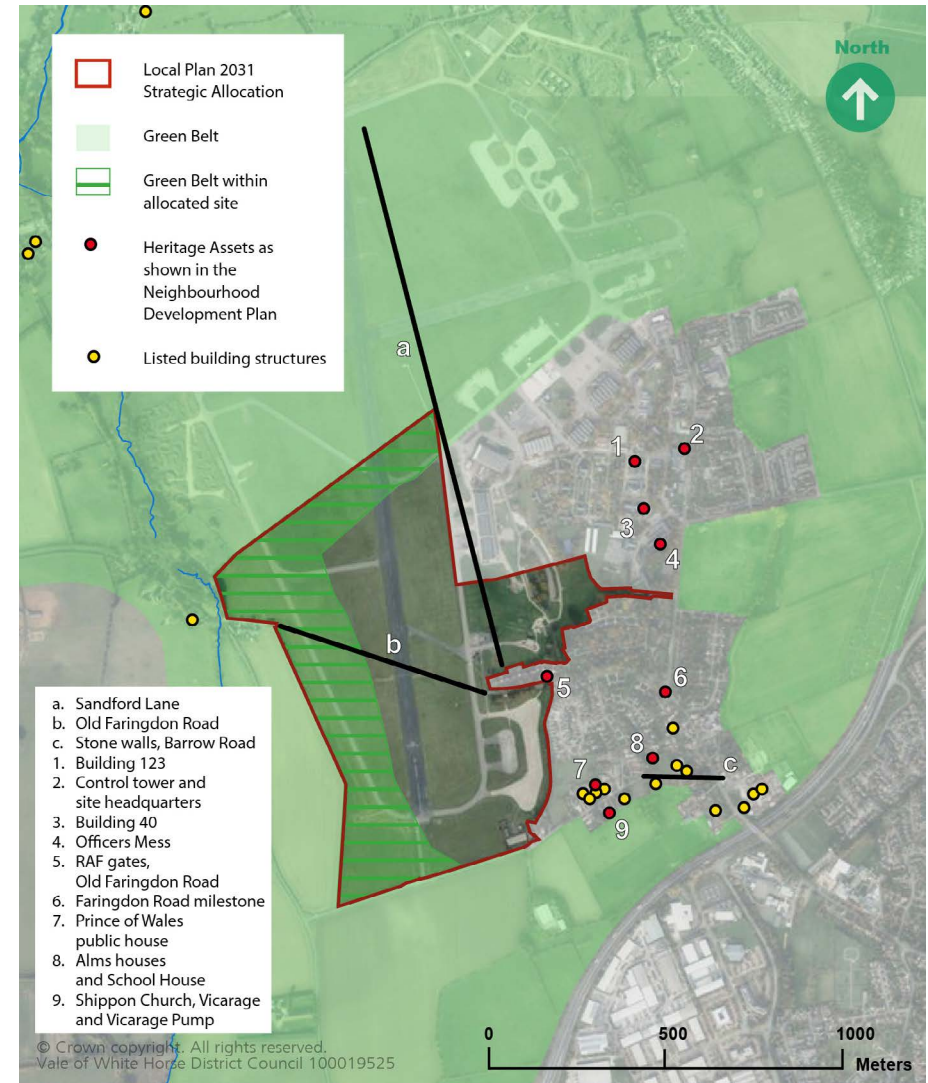 Local Plan 2031
Strategic Allocation
Green Belt
Green Belt within
allocated site
Heritage Assets as
shown in the
Neighbourhood
Development Plan
Listed building structures
North
a
1
2
3
4
b
5
6
8
c
7
9
a. Sandford Lane
b. Old Faringdon Road
c. Stone walls, Barrow Road
1. Building 123
2. Control tower and
site headquarters
3. Building 40
4. Officers Mess
5. RAF gates,
Old Faringdon Road
6. Faringdon Road milestone
7. Prince of Wales
public house
8. Alms houses
and School House
9. Shippon Church, Vicarage
and Vicarage Pump
© Crown copyright. All rights reserved.
Vale of White Horse District Council 100019525
0 500 1000
Meters